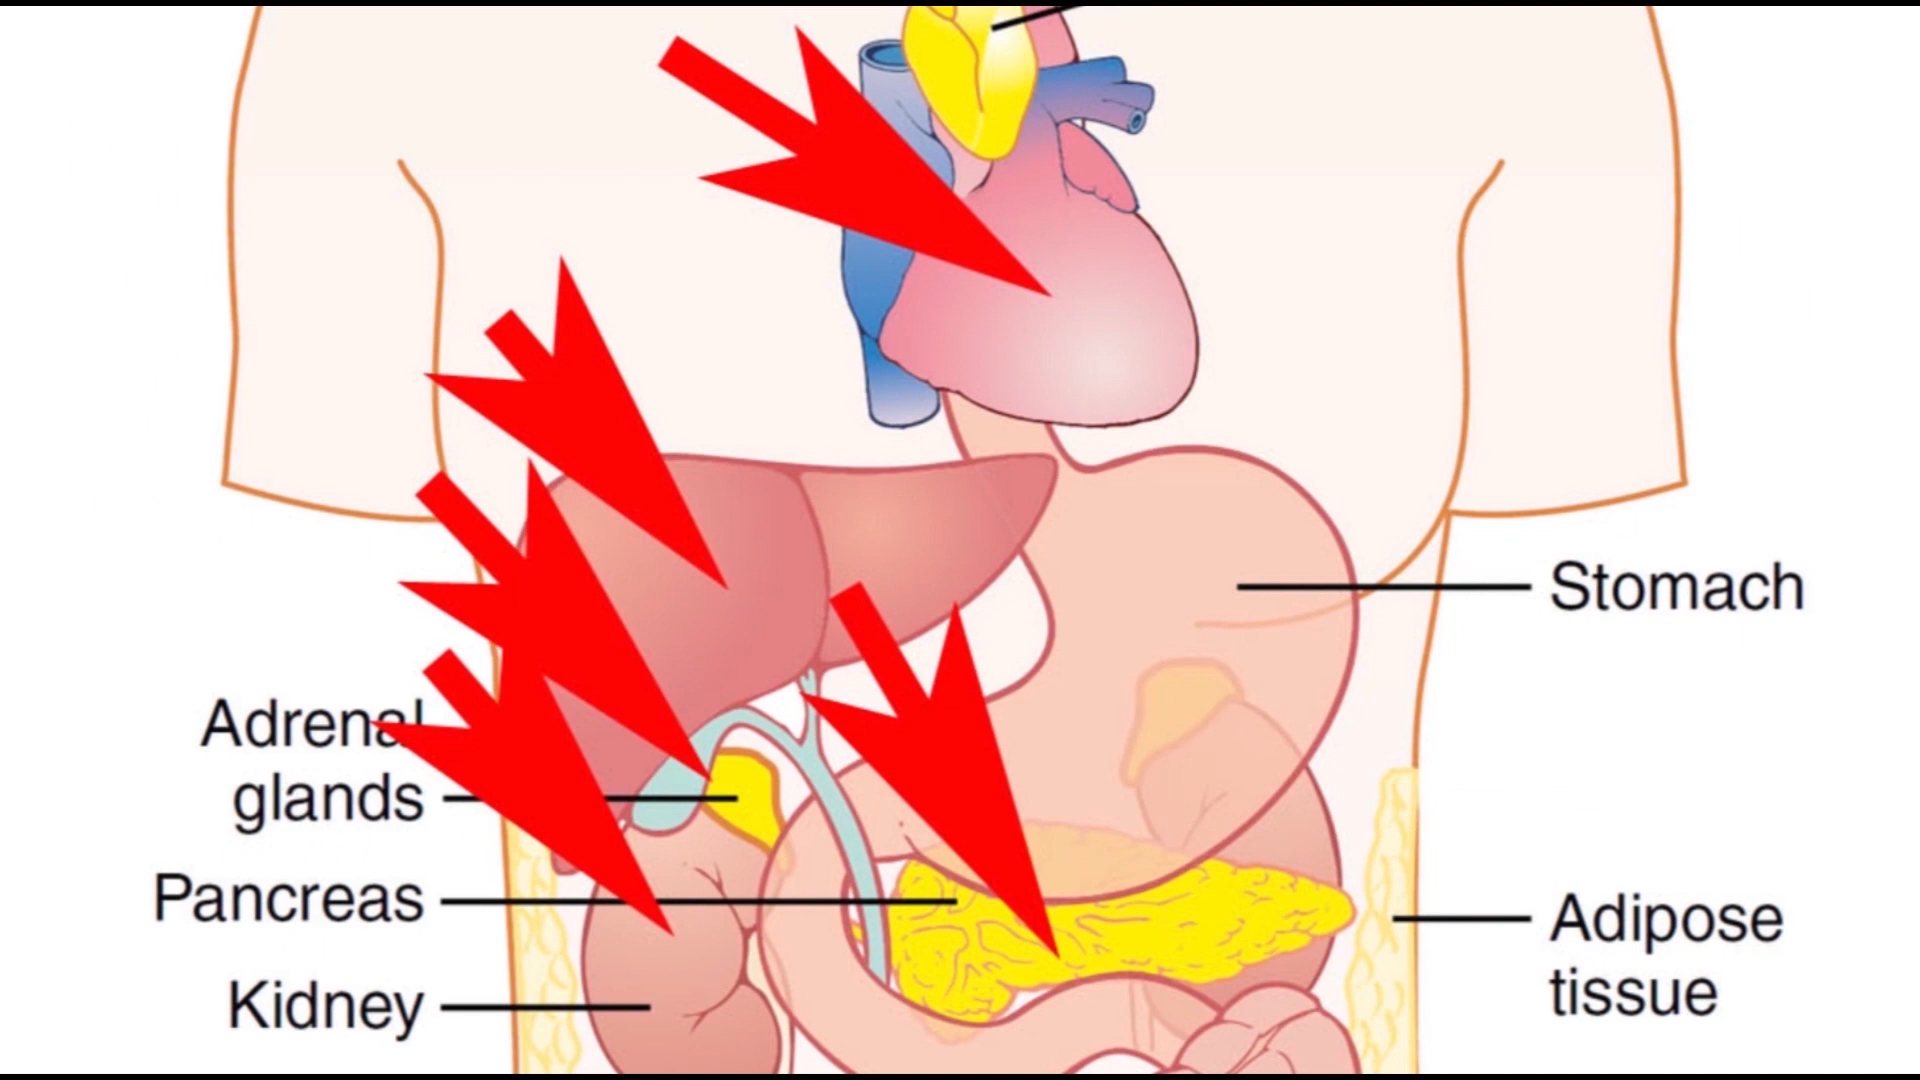 Stomach
Adrenal
glands
Pancreas
Kidney
Adipose
tissue